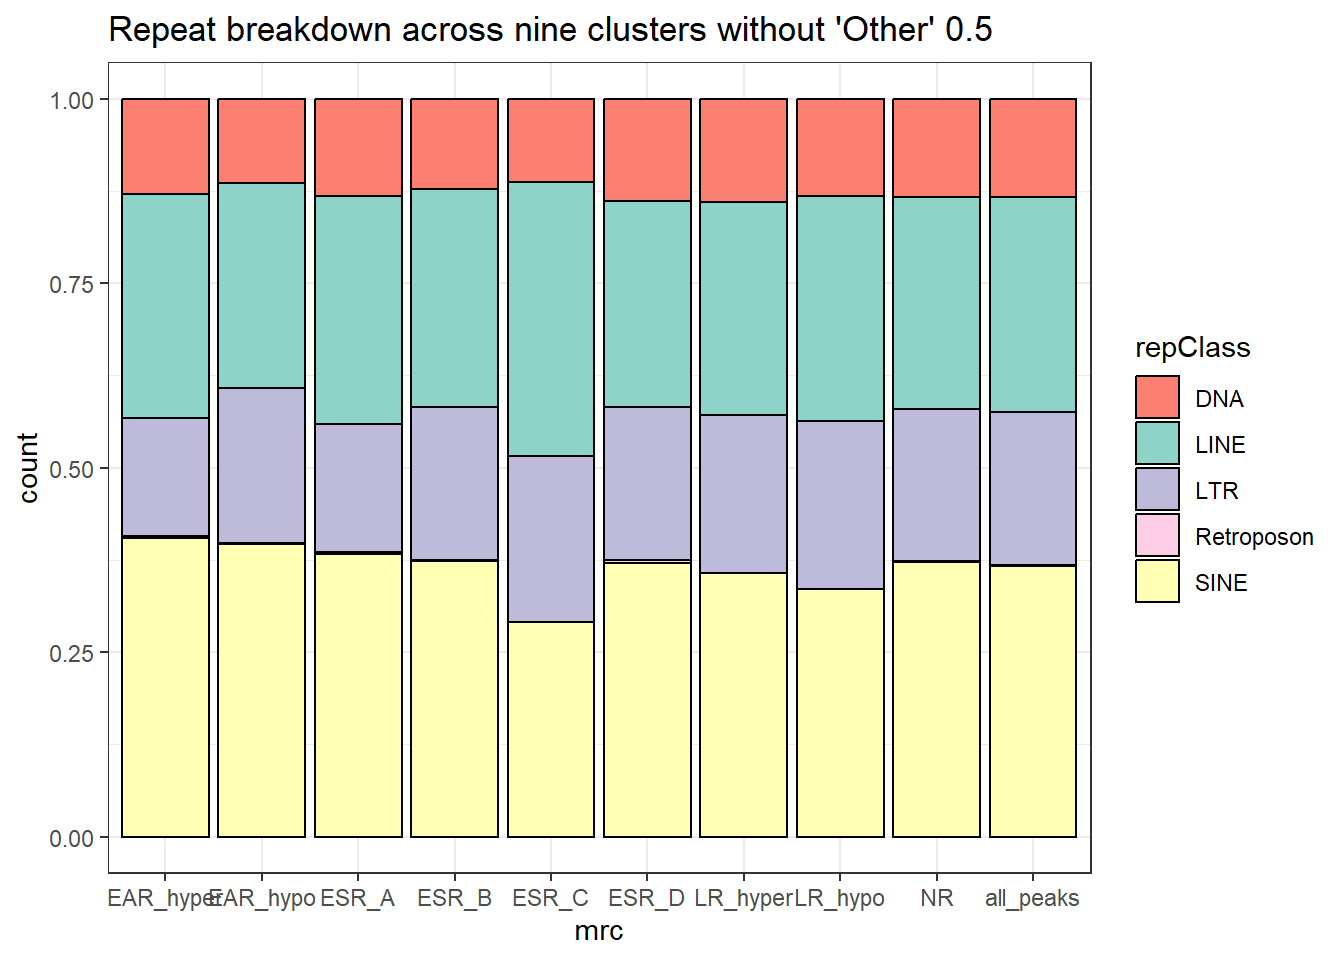 Repeat breakdown across nine clusters without 'Other' 0.5
1.00
0.75
0.50
0.25
0.00
count
EAR_hyper EAR_hypo ESR_A ESR_B ESR_C ESR_D LR_hyper LR_hypo NR all_peaks
mrc
repClass
DNA
LINE
LTR
Retroposon
SINE